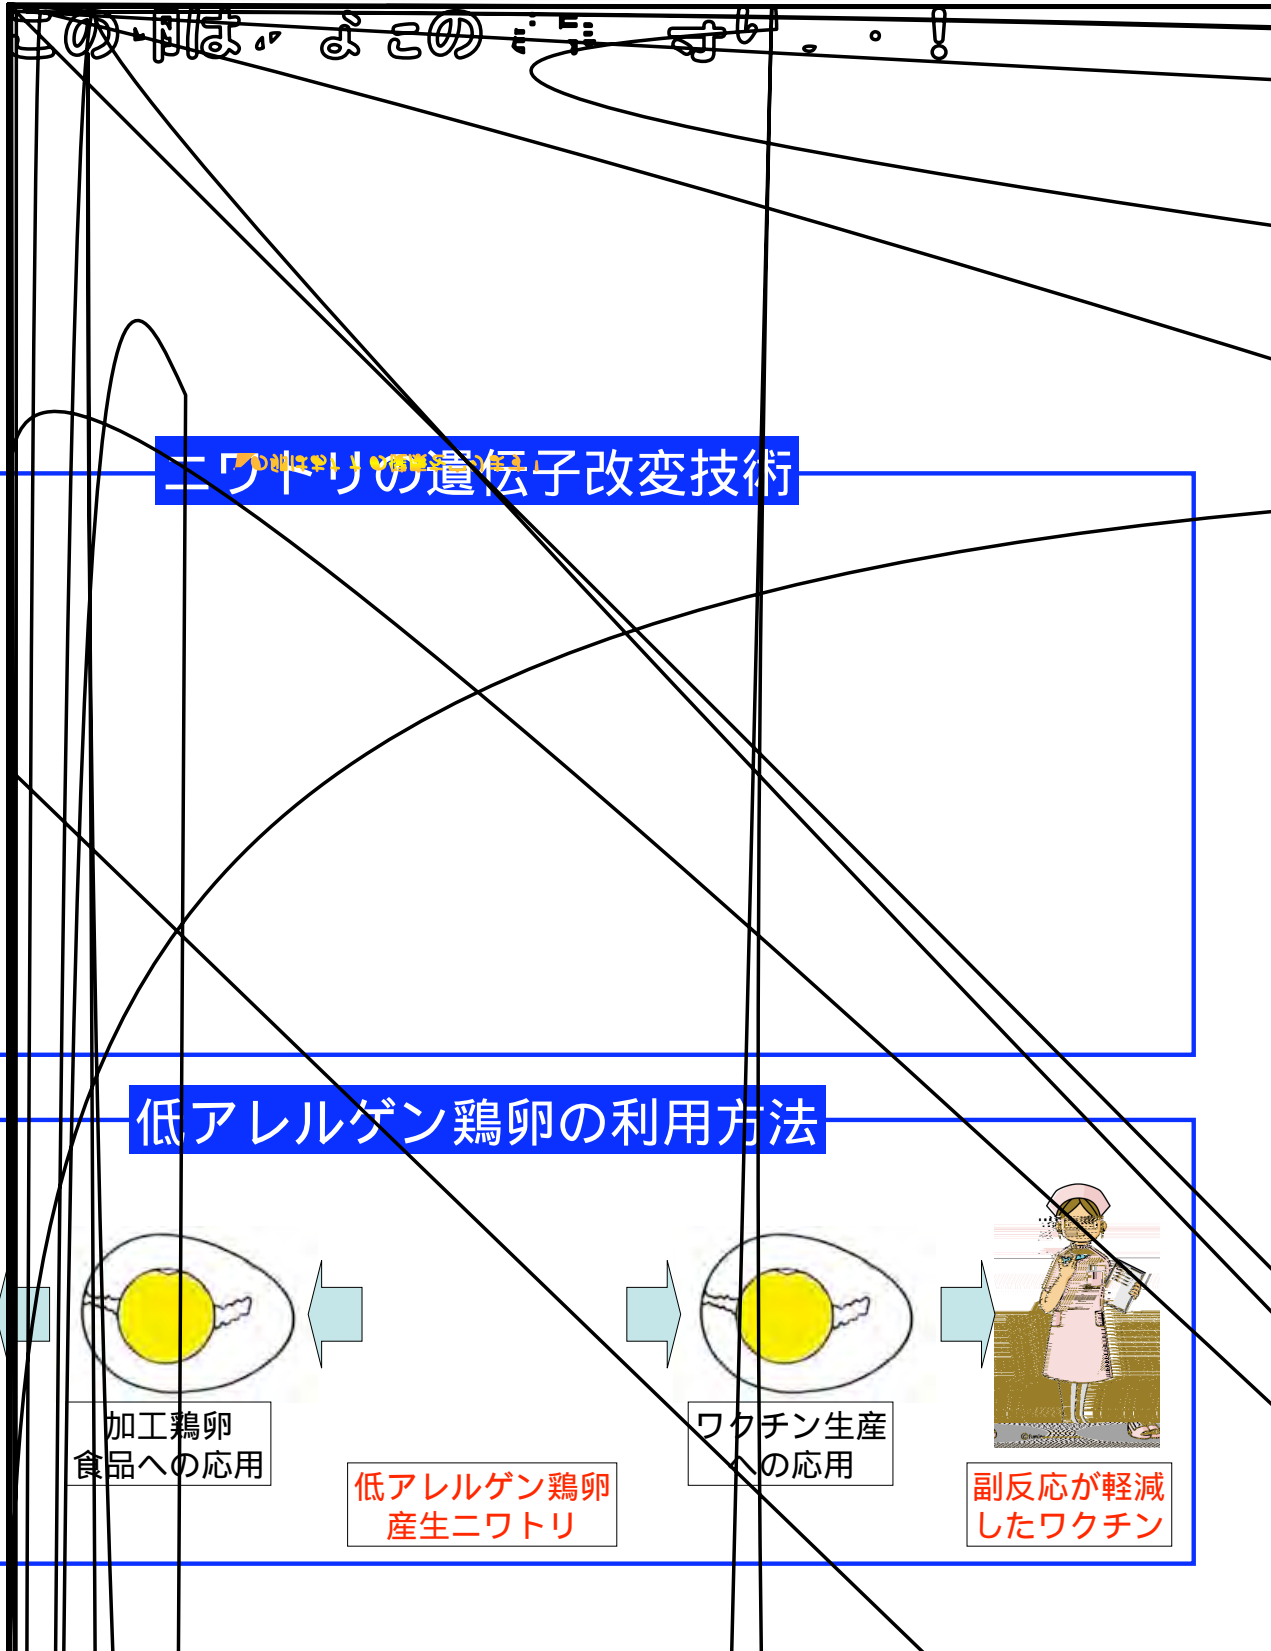 ニワトリの遺伝子改変技術
低アレルゲン鶏卵の利用方法
加工鶏卵
食品への応用
低アレルゲン鶏卵
産生ニワトリ
ワクチン生産
への応用
副反応が軽減
したワクチン